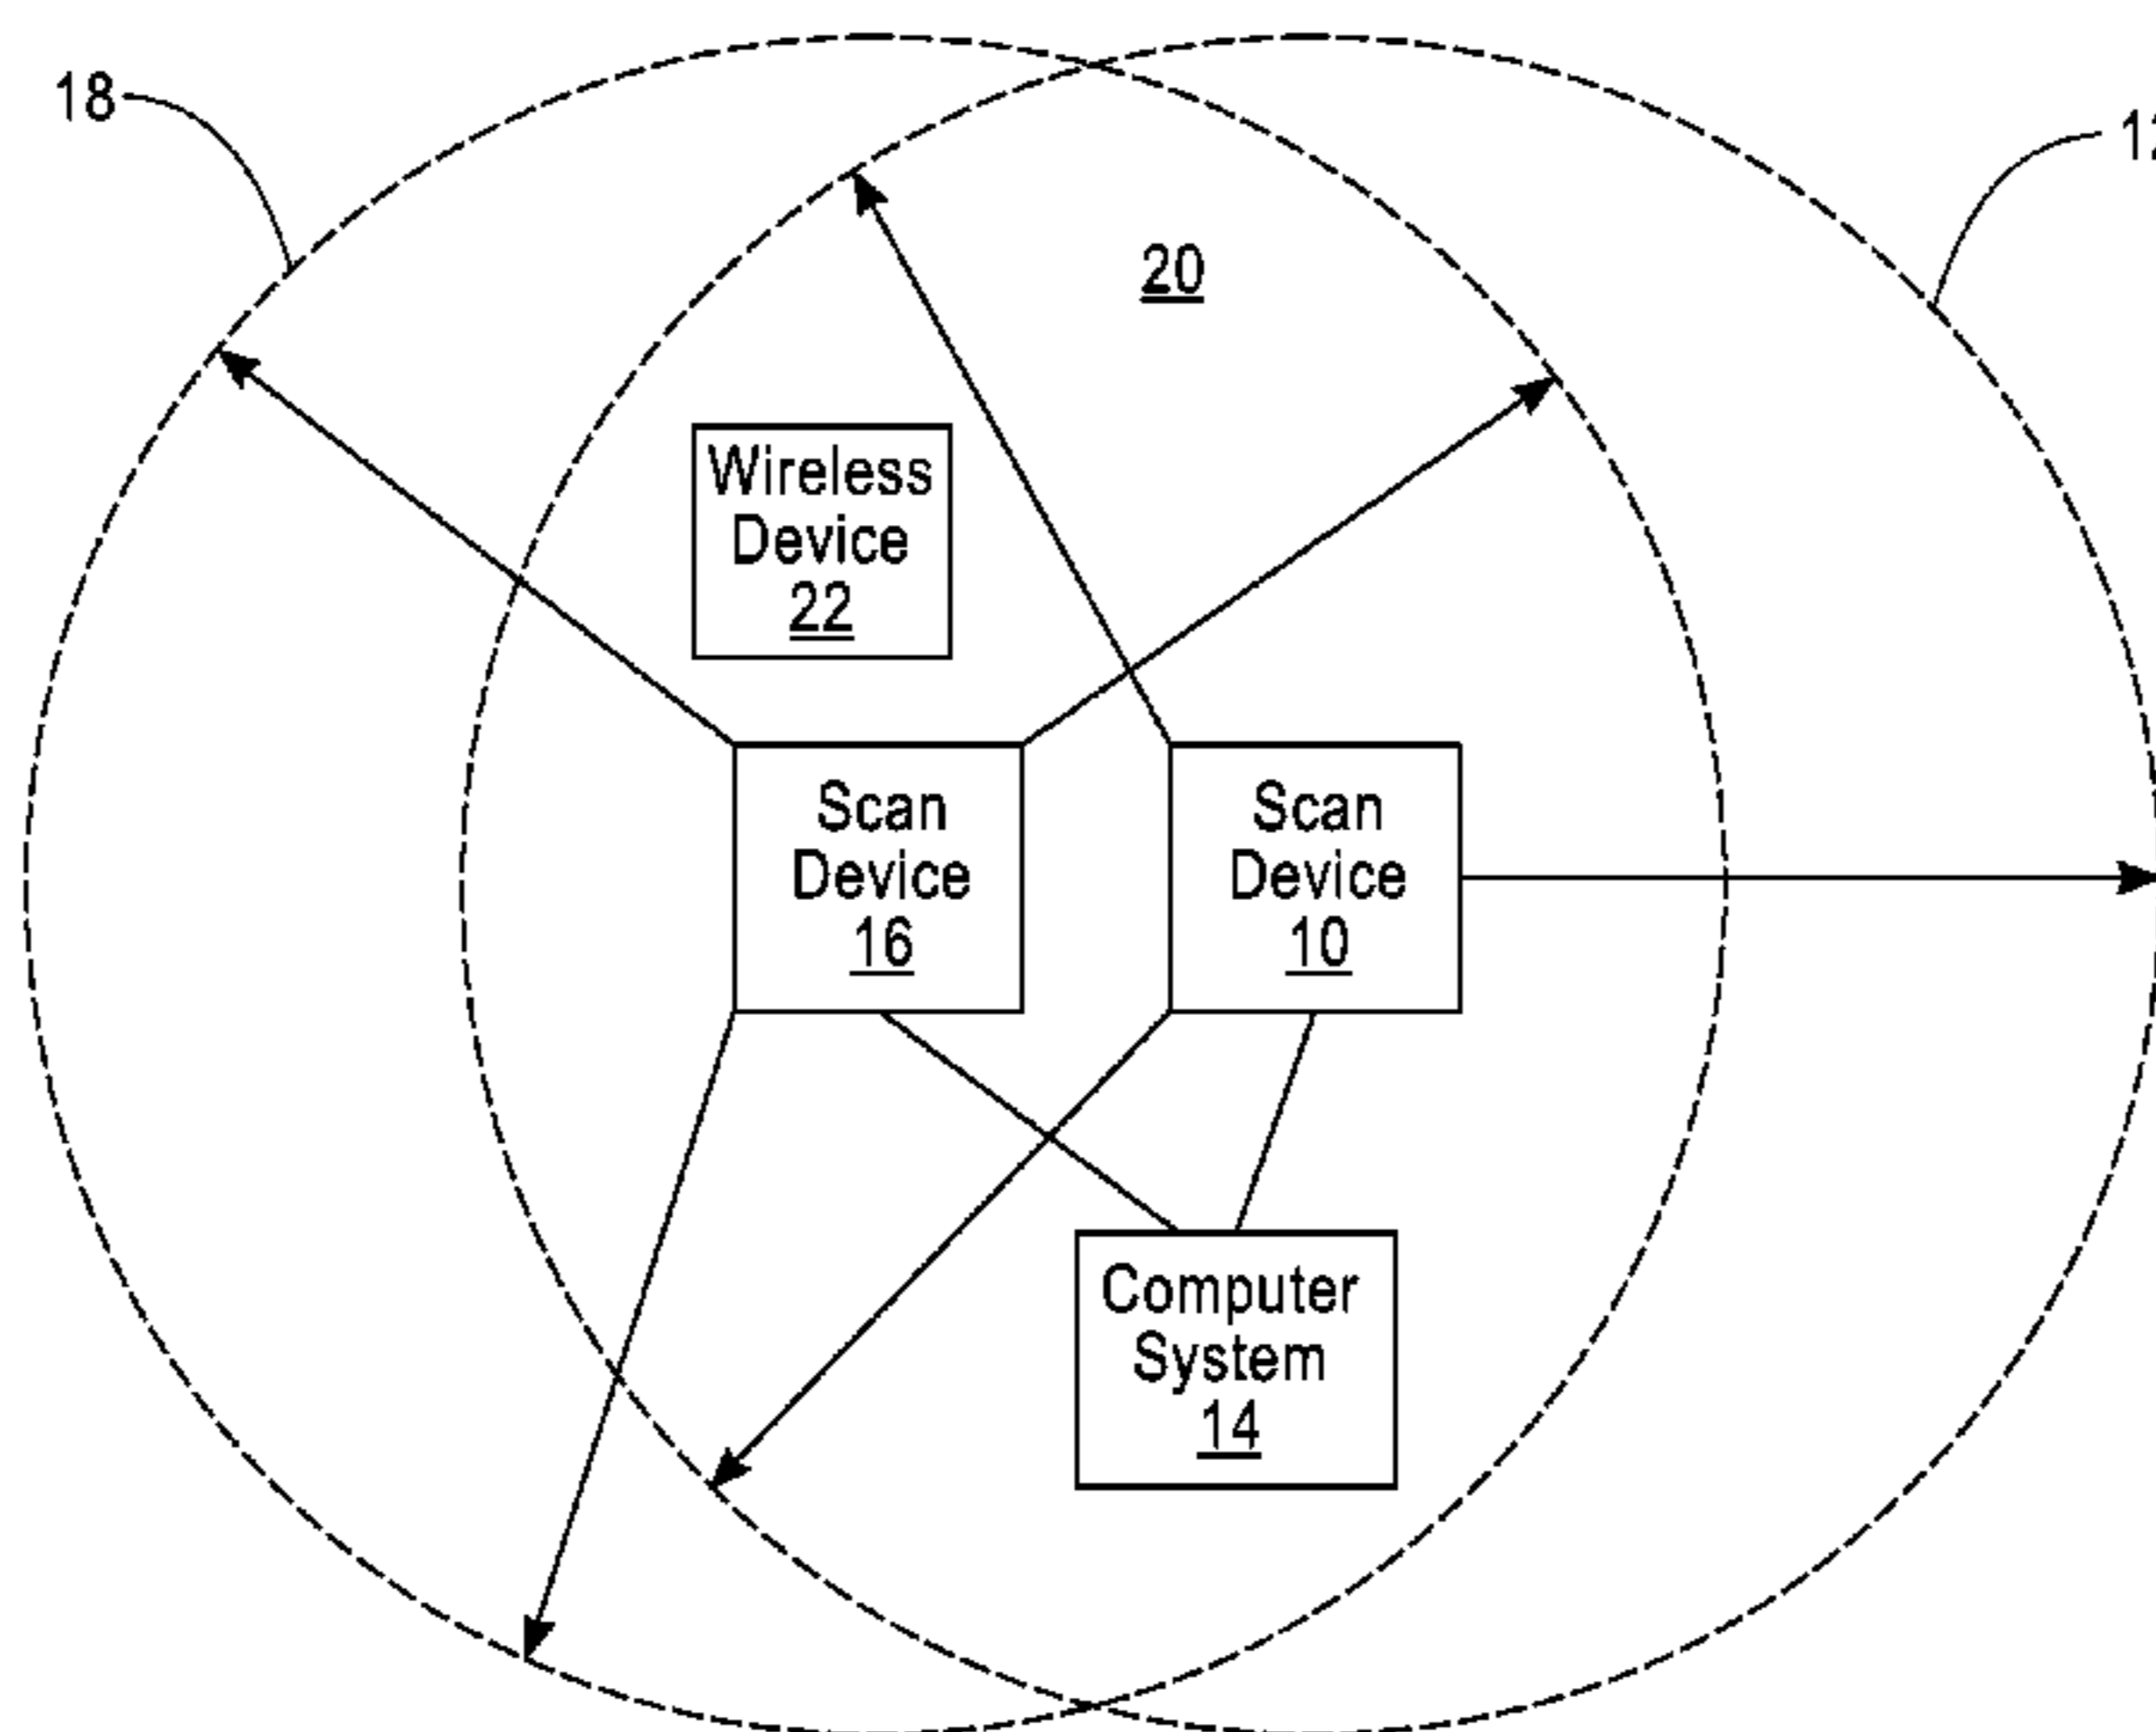 18
20
Wireless
Device
22
Scan
Device
16
Scan
Device
10
Computer
System
14